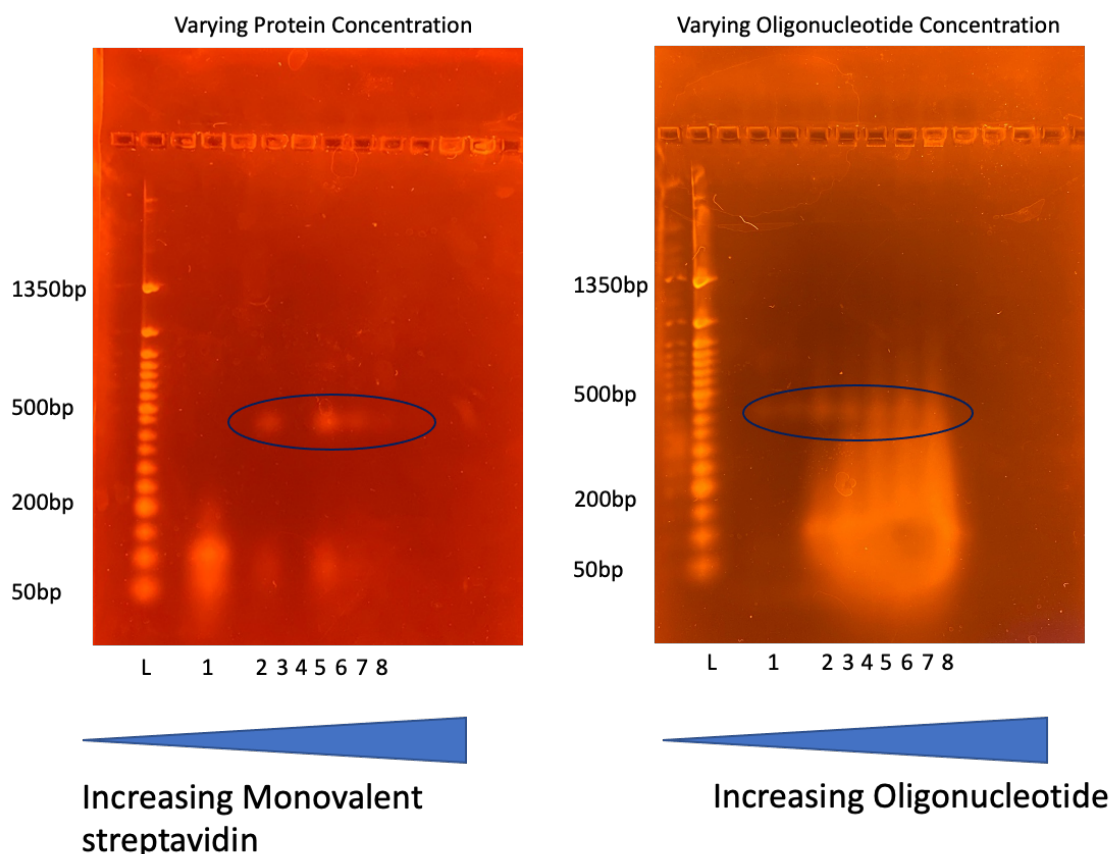 Varying Protein Concentration
1350bp
500bp
200bp
50bp
L 1 2 3 4 5 6 7 8
Increasing Monovalent
streptavidin
Varying Oligonucleotide Concentration
1350bp
500bp
200bp
50bp
L 1 2 3 4 5 6 7 8
Increasing Oligonucleotide